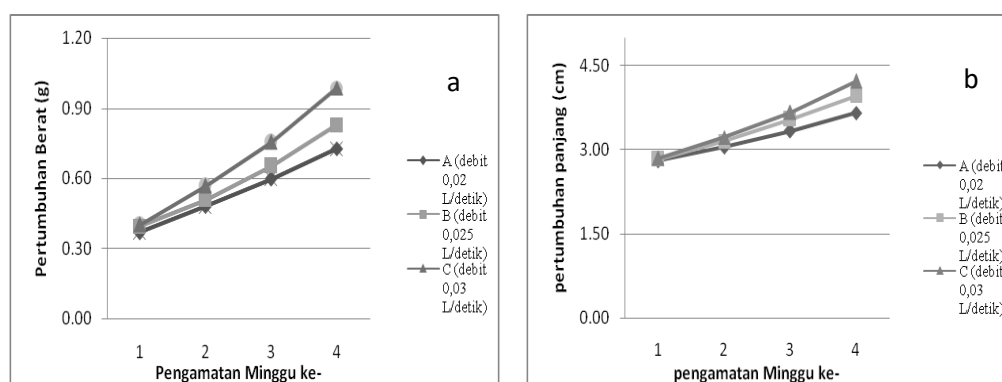 1.20
0.90
0.60
0.30
0.00
Pertumbuhan Berat (g)
1 2 3 4
Pengamatan Minggu ke-
a
A (debit
0,02
L/detik)
B (debit
0,025
L/detik)
C (debit
0,03
L/detik)
4.50
3.00
1.50
0.00
pertumbuhan panjang (cm)
1 2 3 4
pengamatan Minggu ke-
b
A (debit
0,02
L/detik)
B (debit
0,025
L/detik)
C (debit
0,03
L/detik)